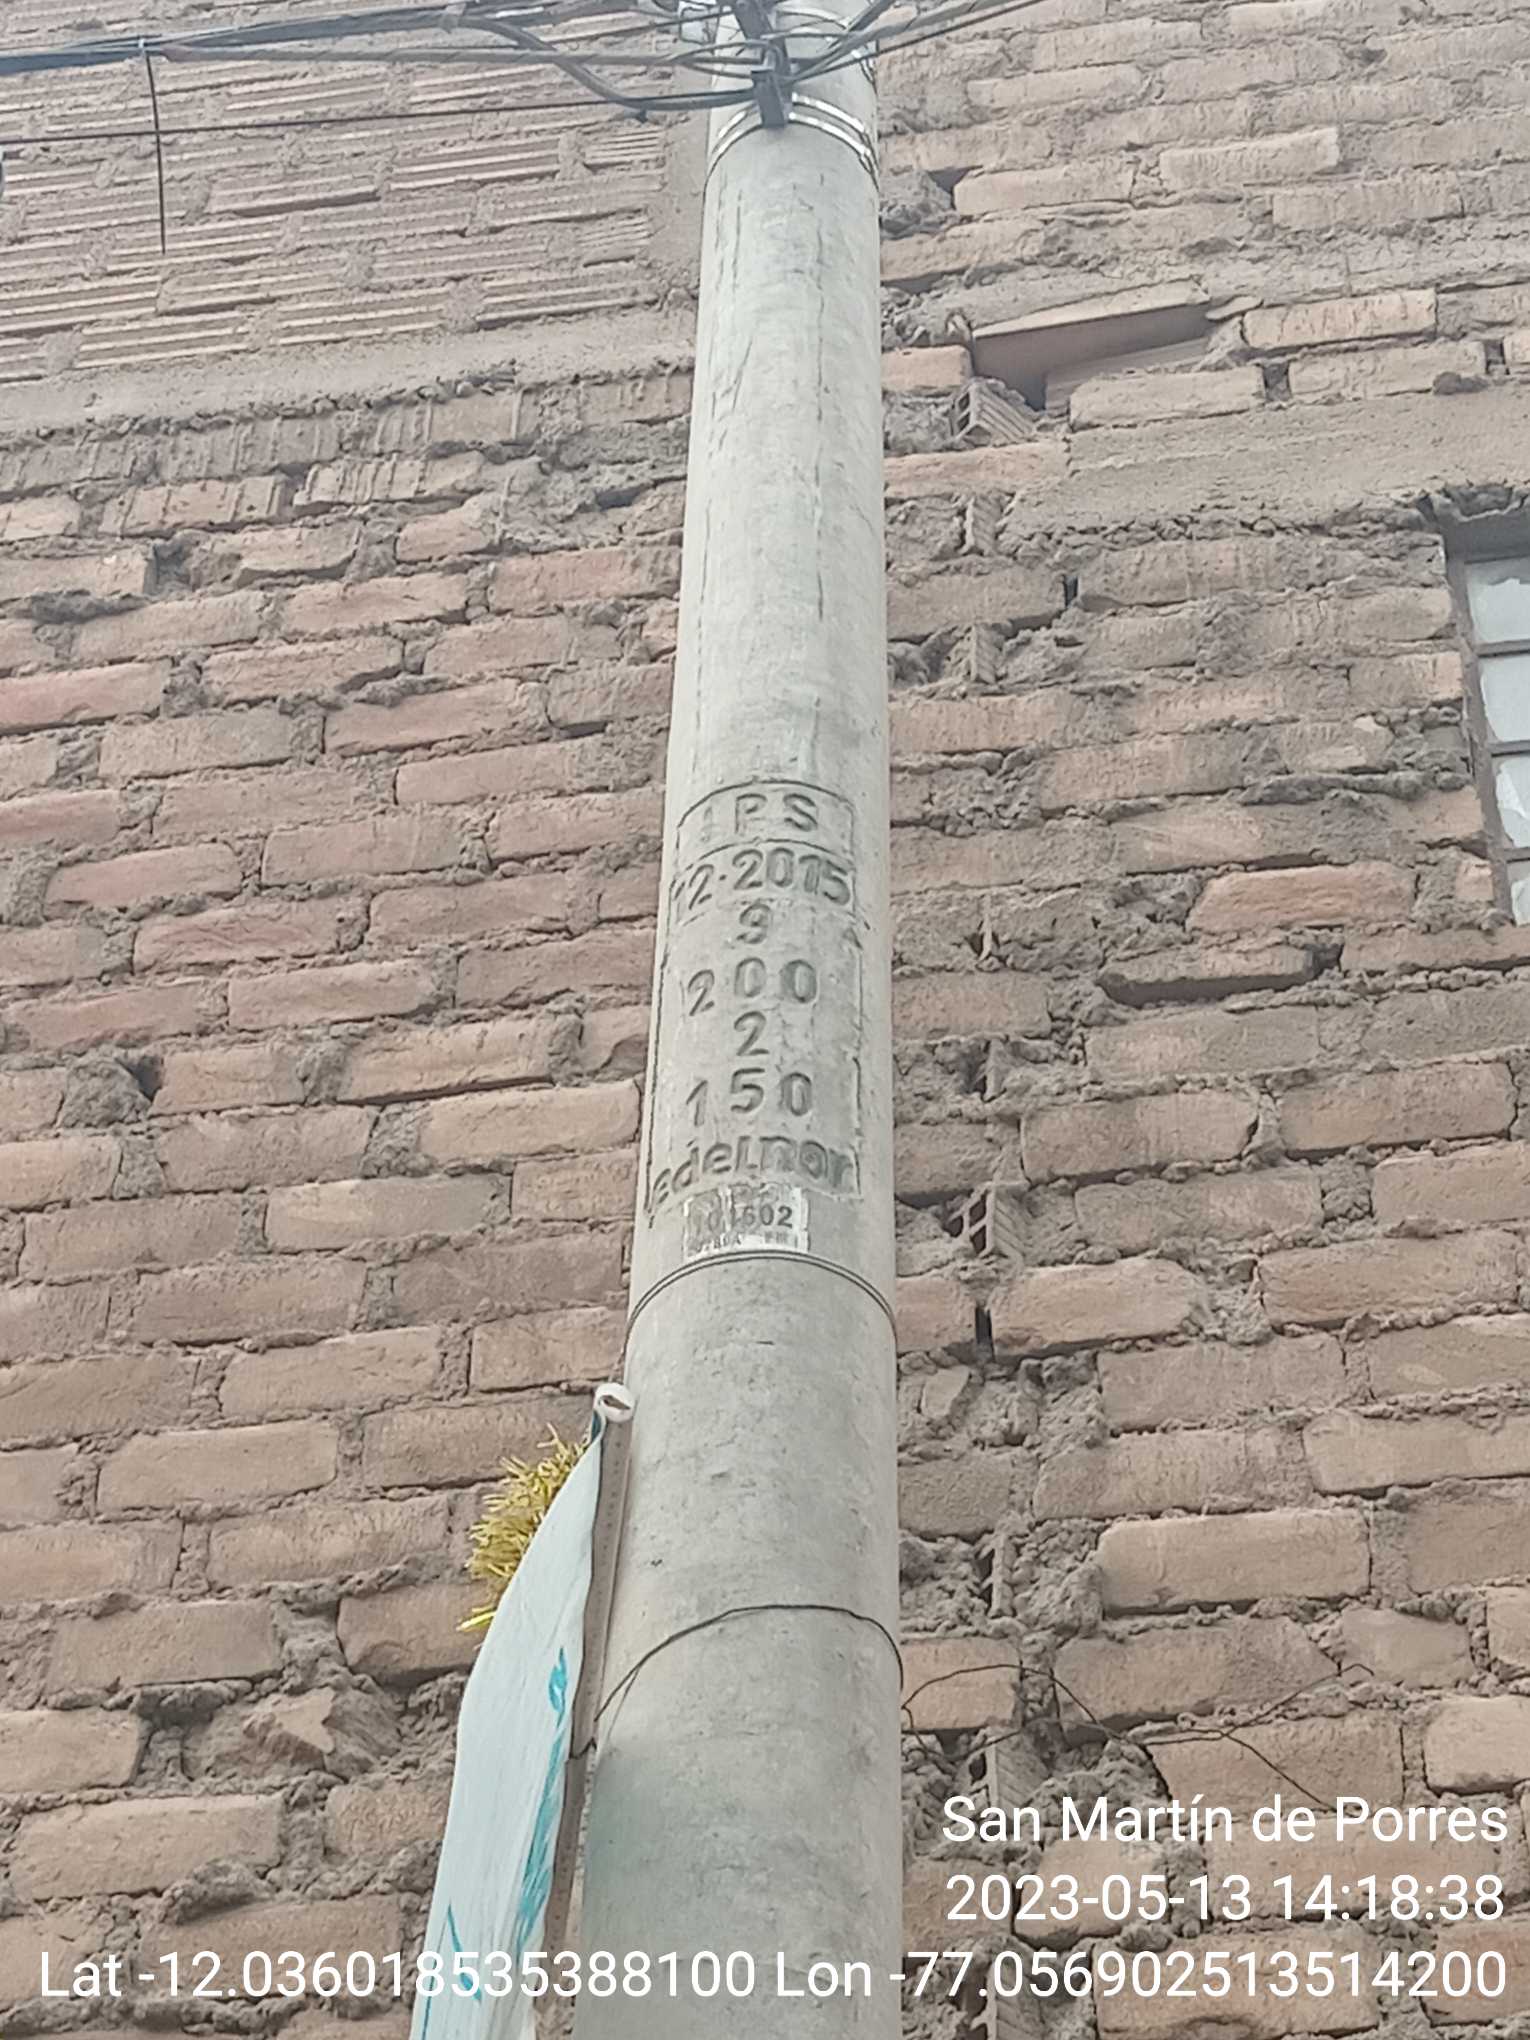 IPS
12·2015
9
200
2
150
edelnor
San Martín de Porres
2023-05-13 14:18:38
Lat -12.036018535388100 Lon -77.056902513514200